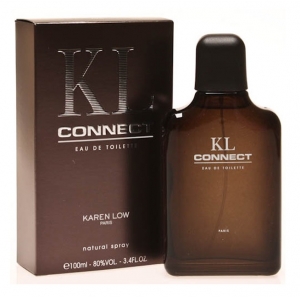 KL
CONNECT
EAU DE TOILETTE
KAREN LOW
PARIS
natural spray
℮100ml - 80%VOL - 3.4FL.OZ.
KL
CONNECT
EAU DE TOILETTE
PARIS